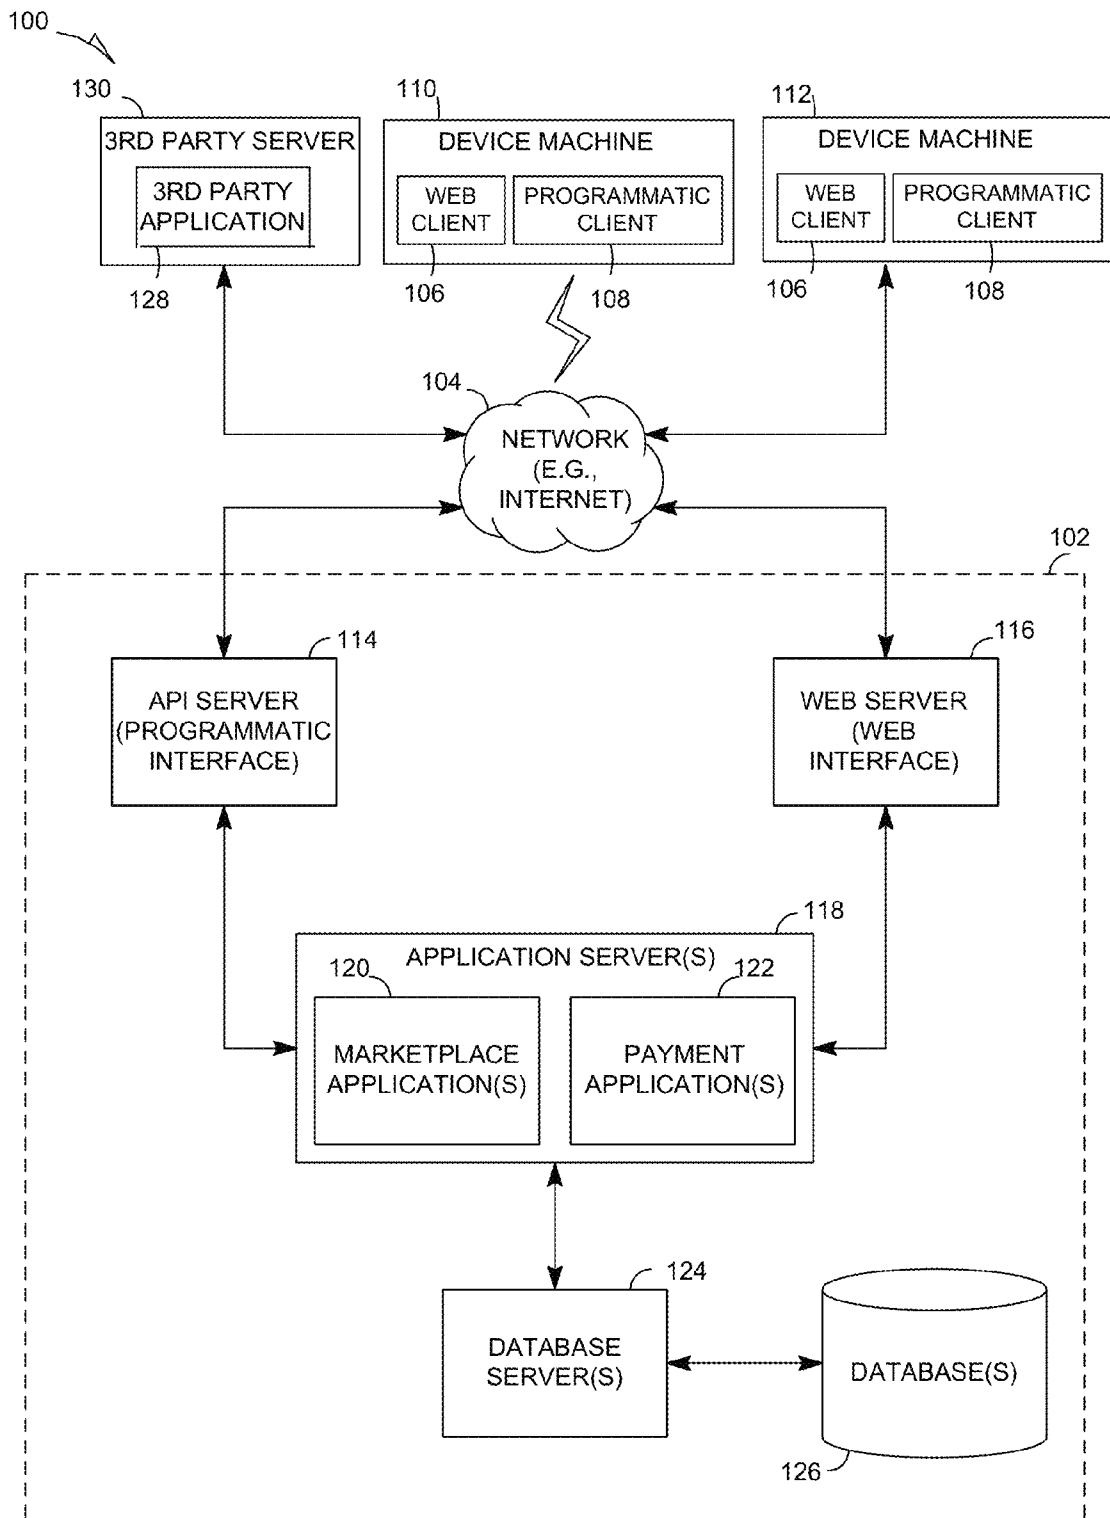 100
130
110
112
3RD PARTY SERVER
3RD PARTY
APPLICATION
128
DEVICE MACHINE
WEB
CLIENT
PROGRAMMATIC
CLIENT
106
108
DEVICE MACHINE
WEB
CLIENT
PROGRAMMATIC
CLIENT
106
108
104
NETWORK
(E.G.,
INTERNET)
102
114
API SERVER
(PROGRAMMATIC
INTERFACE)
116
WEB SERVER
(WEB
INTERFACE)
118
APPLICATION SERVER(S)
120
122
MARKETPLACE
APPLICATION(S)
PAYMENT
APPLICATION(S)
124
DATABASE
SERVER(S)
DATABASE(S)
126